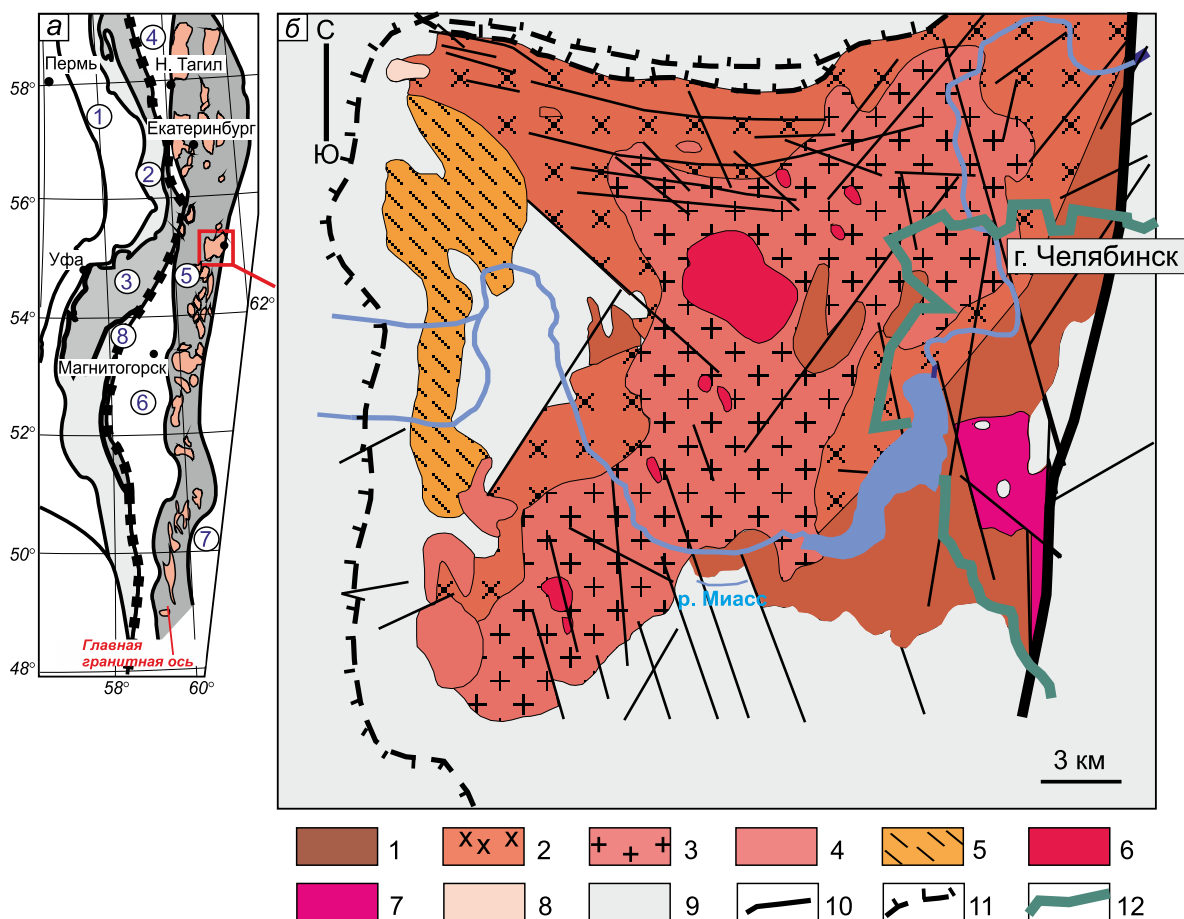 а
4
Пермь
Н. Тагил
58°
1
Екатеринбург
2
56°
Уфа
5
3
62°
54°
8
Магнитогорск
6
52°
7
50°
Главная
гранитная ось
48°
58°
60°
б
С
Ю
г. Челябинск
р. Миасс
3 км
1
2
3
4
5
6
7
8
9
10
11
12